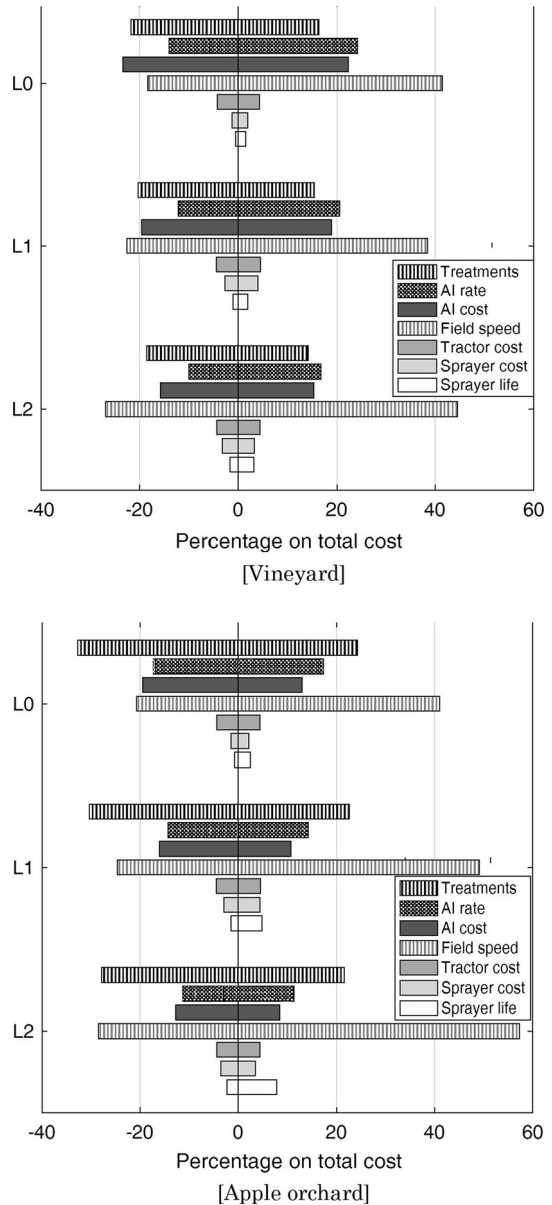 L0
L1
L2
Treatments
AI rate
AI cost
Field speed
Tractor cost
Sprayer cost
Sprayer life
-40 -20 0 20 40 60
Percentage on total cost
[Vineyard]
L0
L1
L2
Treatments
AI rate
AI cost
Field speed
Tractor cost
Sprayer cost
Sprayer life
-40 -20 0 20 40 60
Percentage on total cost
[Apple orchard]